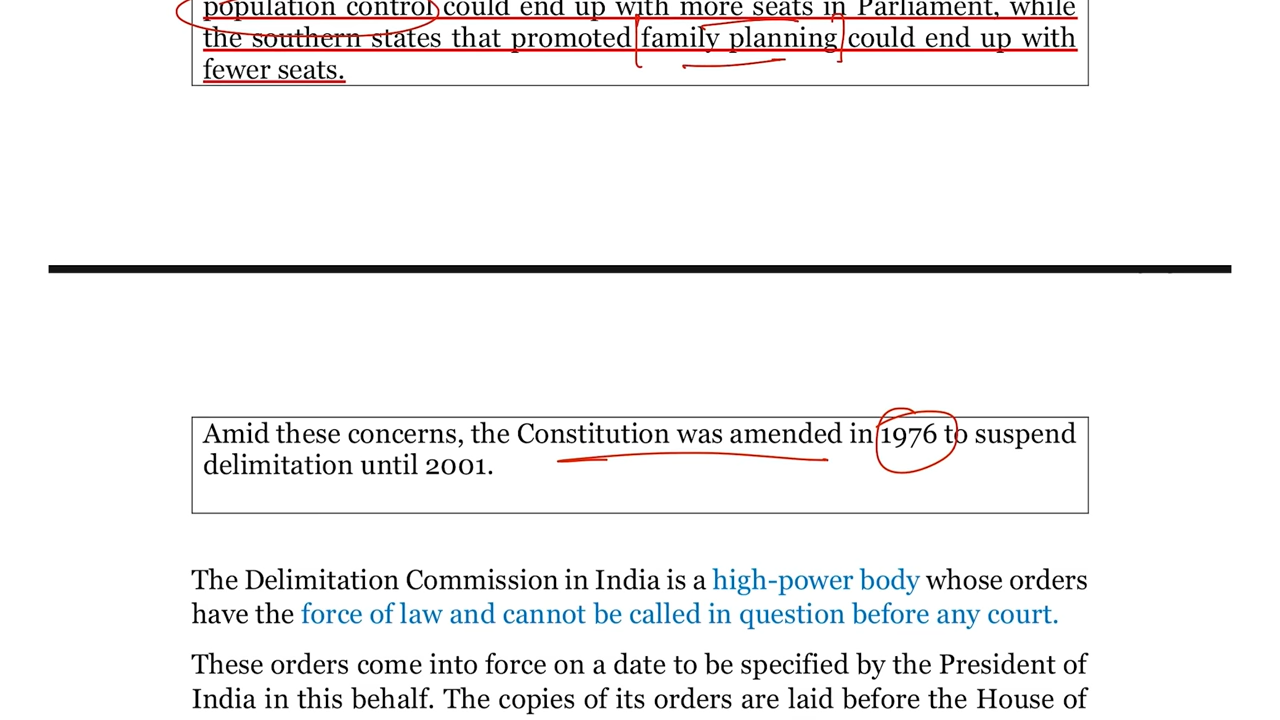 population control could end up with more seats in Parliament, while
the southern states that promoted family planning could end up with
fewer seats.
Amid these concerns, the Constitution was amended in 1976 to suspend
delimitation until 2001.
The Delimitation Commission in India is a high-power body whose orders
have the force of law and cannot be called in question before any court.
These orders come into force on a date to be specified by the President of
India in this behalf. The copies of its orders are laid before the House of